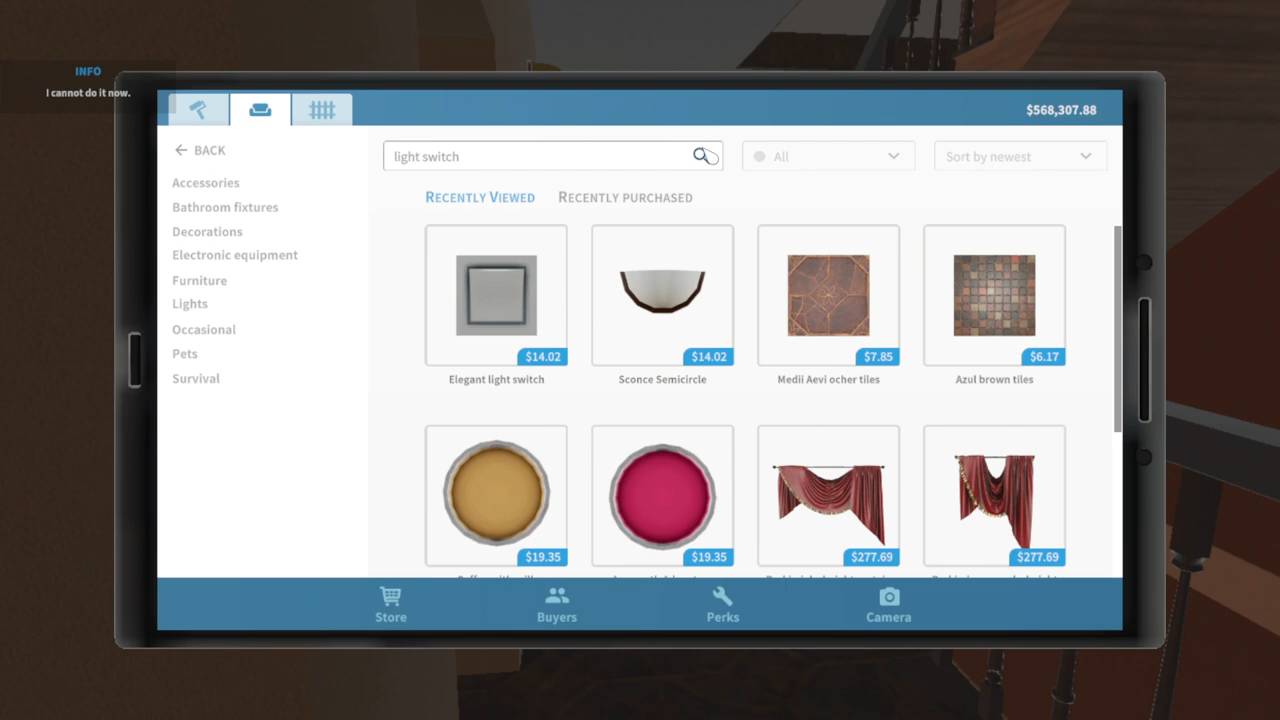 INFO
I cannot do it now.
$568,307.88
BACK
light switch
All
Sort by newest
Accessories
Bathroom fixtures
Decorations
Electronic equipment
Furniture
Lights
Occasional
Pets
Survival
RECENTLY VIEWED
RECENTLY PURCHASED
$14.02
$14.02
$7.85
$6.17
Elegant light switch
Sconce Semicircle
Medii Aevi ocher tiles
Azul brown tiles
$19.35
$19.35
$277.69
$277.69
Store
Buyers
Perks
Camera